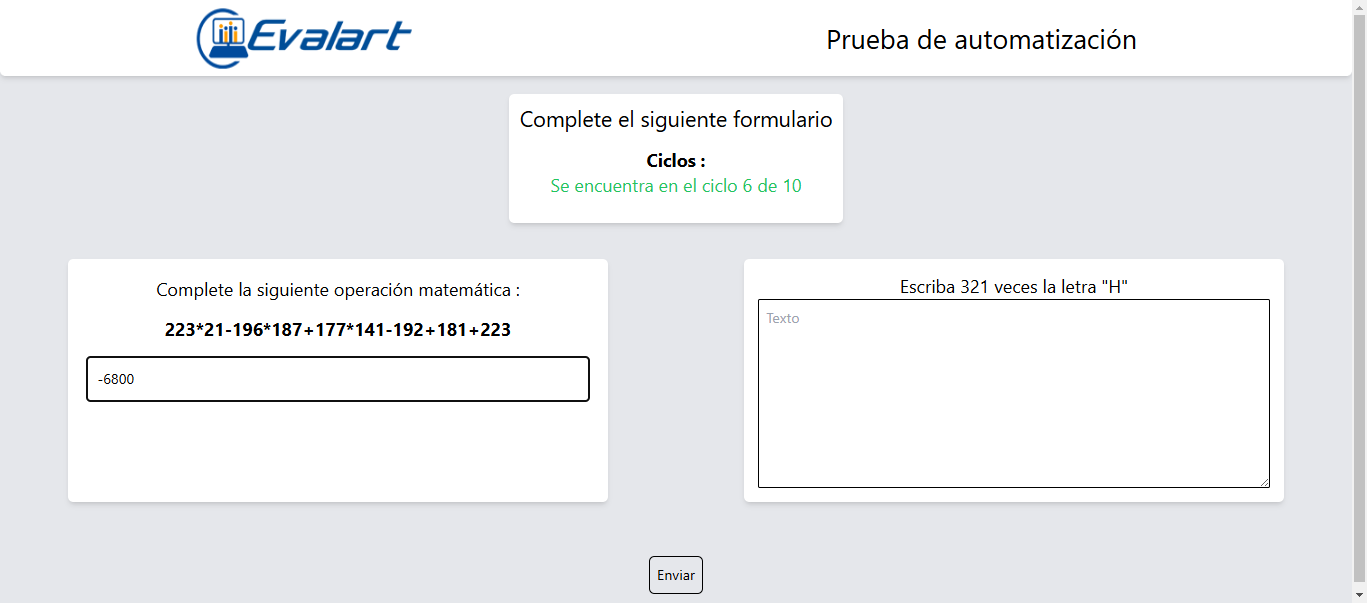 Evalart
Prueba de automatización
Complete el siguiente formulario
Ciclos :
Se encuentra en el ciclo 6 de 10
Complete la siguiente operación matemática :
223*21-196*187+177*141-192+181+223
-6800
Escriba 321 veces la letra "H"
Texto
Enviar